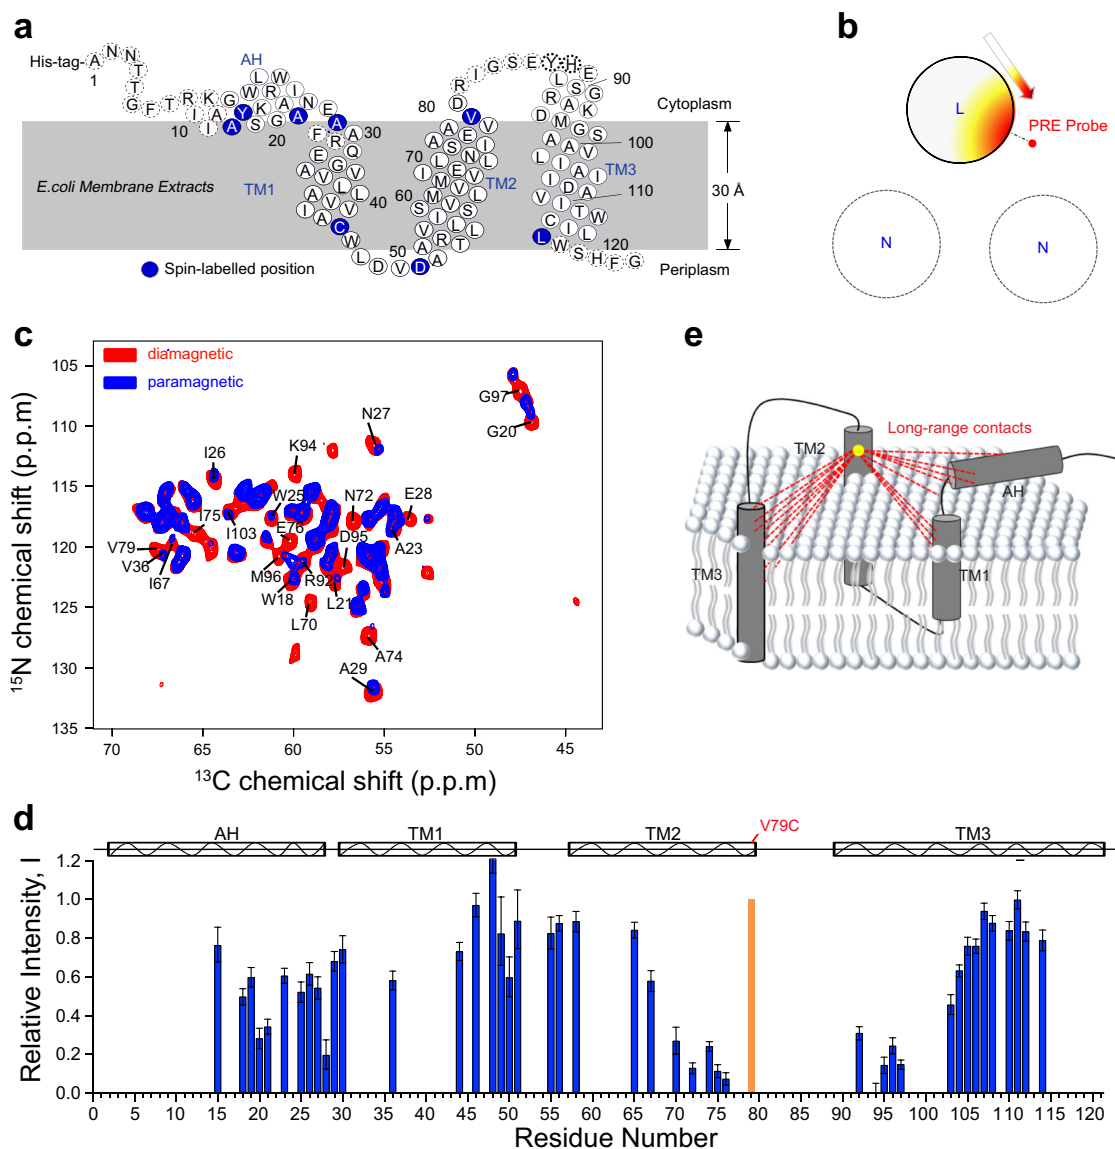 a
His-tag-
A N N T T G F T R K G W R I N E A
1
AH
L W
I I Y K A
10
I A S G A
20
F R A
30
Q
E G V
A V L L
V V V
40
A
I A C
TM1
W L D V D A
50
E.coli Membrane Extracts
Spin-labelled position
80
D R I G S E Y H E
90
V V
A E I
A S N L
70
I L E V
I M V L
60
M V S
S I L L
V R T
A
TM2
L S G
R A K
D M G S
100
A A V
L I A I
TM3
I D A
110
V T W
I I L
L C
W S H F G
120
Cytoplasm
30 Å
Periplasm
b
L
PRE Probe
N
N
c
diamagnetic
paramagnetic
105
110
115
120
125
130
135
70
65
60
55
50
45
15N chemical shift (p.p.m)
13C chemical shift (p.p.m)
G97
G20
N27
K94
I26
W25
N72
E28
I75
I103
E76
D95
A23
V79
V36
I67
M96
R92
W18
L21
L70
A74
A29
e
TM2
Long-range contacts
AH
TM3
TM1
d
AH
TM1
TM2
V79C
TM3
1.2
1.0
0.8
0.6
0.4
0.2
0.0
Relative Intensity, I
0 5 10 15 20 25 30 35 40 45 50 55 60 65 70 75 80 85 90 95 100 105 110 115 120
Residue Number